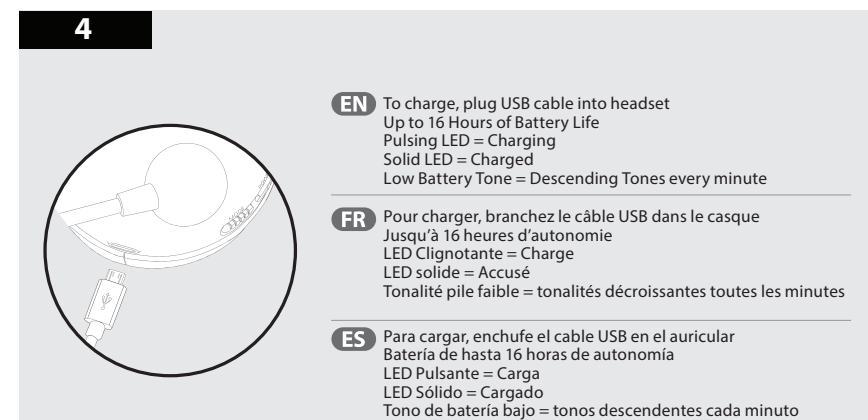 4
EN To charge, plug USB cable into headset
Up to 16 Hours of Battery Life
Pulsing LED = Charging
Solid LED = Charged
Low Battery Tone = Descending Tones every minute
FR Pour charger, branchez le câble USB dans le casque
Jusqu'à 16 heures d'autonomie
LED Clignotante = Charge
LED solide = Accusé
Tonalité pile faible = tonalités décroissantes toutes les minutes
ES Para cargar, enchufe el cable USB en el auricular
Batería de hasta 16 horas de autonomía
LED Pulsante = Carga
LED Sólido = Cargado
Tono de batería bajo = tonos descendentes cada minuto